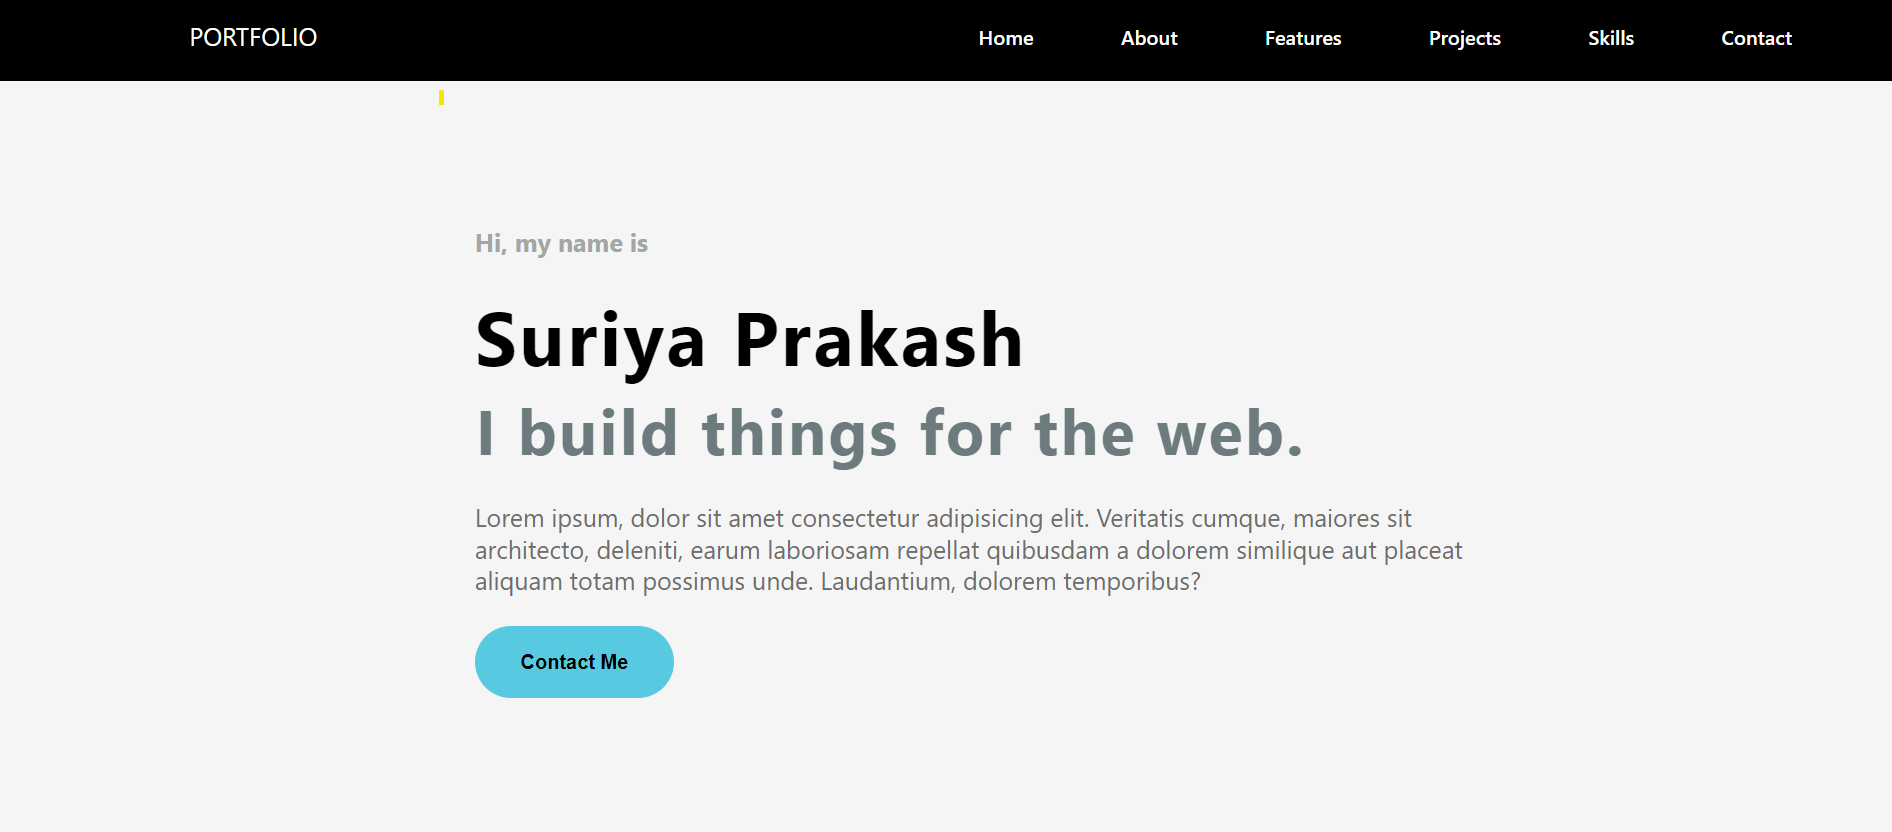 PORTFOLIO Home About Features Projects Skills Contact
Hi, my name is
Suriya Prakash
I build things for the web.
Lorem ipsum, dolor sit amet consectetur adipisicing elit. Veritatis cumque, maiores sit
architecto, deleniti, earum laboriosam repellat quibusdam a dolorem similique aut placeat
aliquam totam possimus unde. Laudantium, dolorem temporibus?
Contact Me